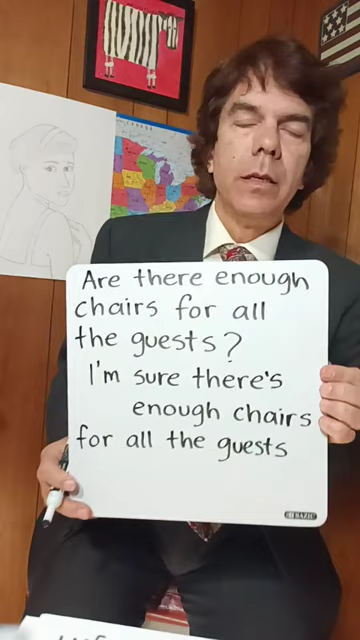 Are there enough
chairs for all
the guests?
I'm sure there's
enough chairs
for all the guests
BAZIC